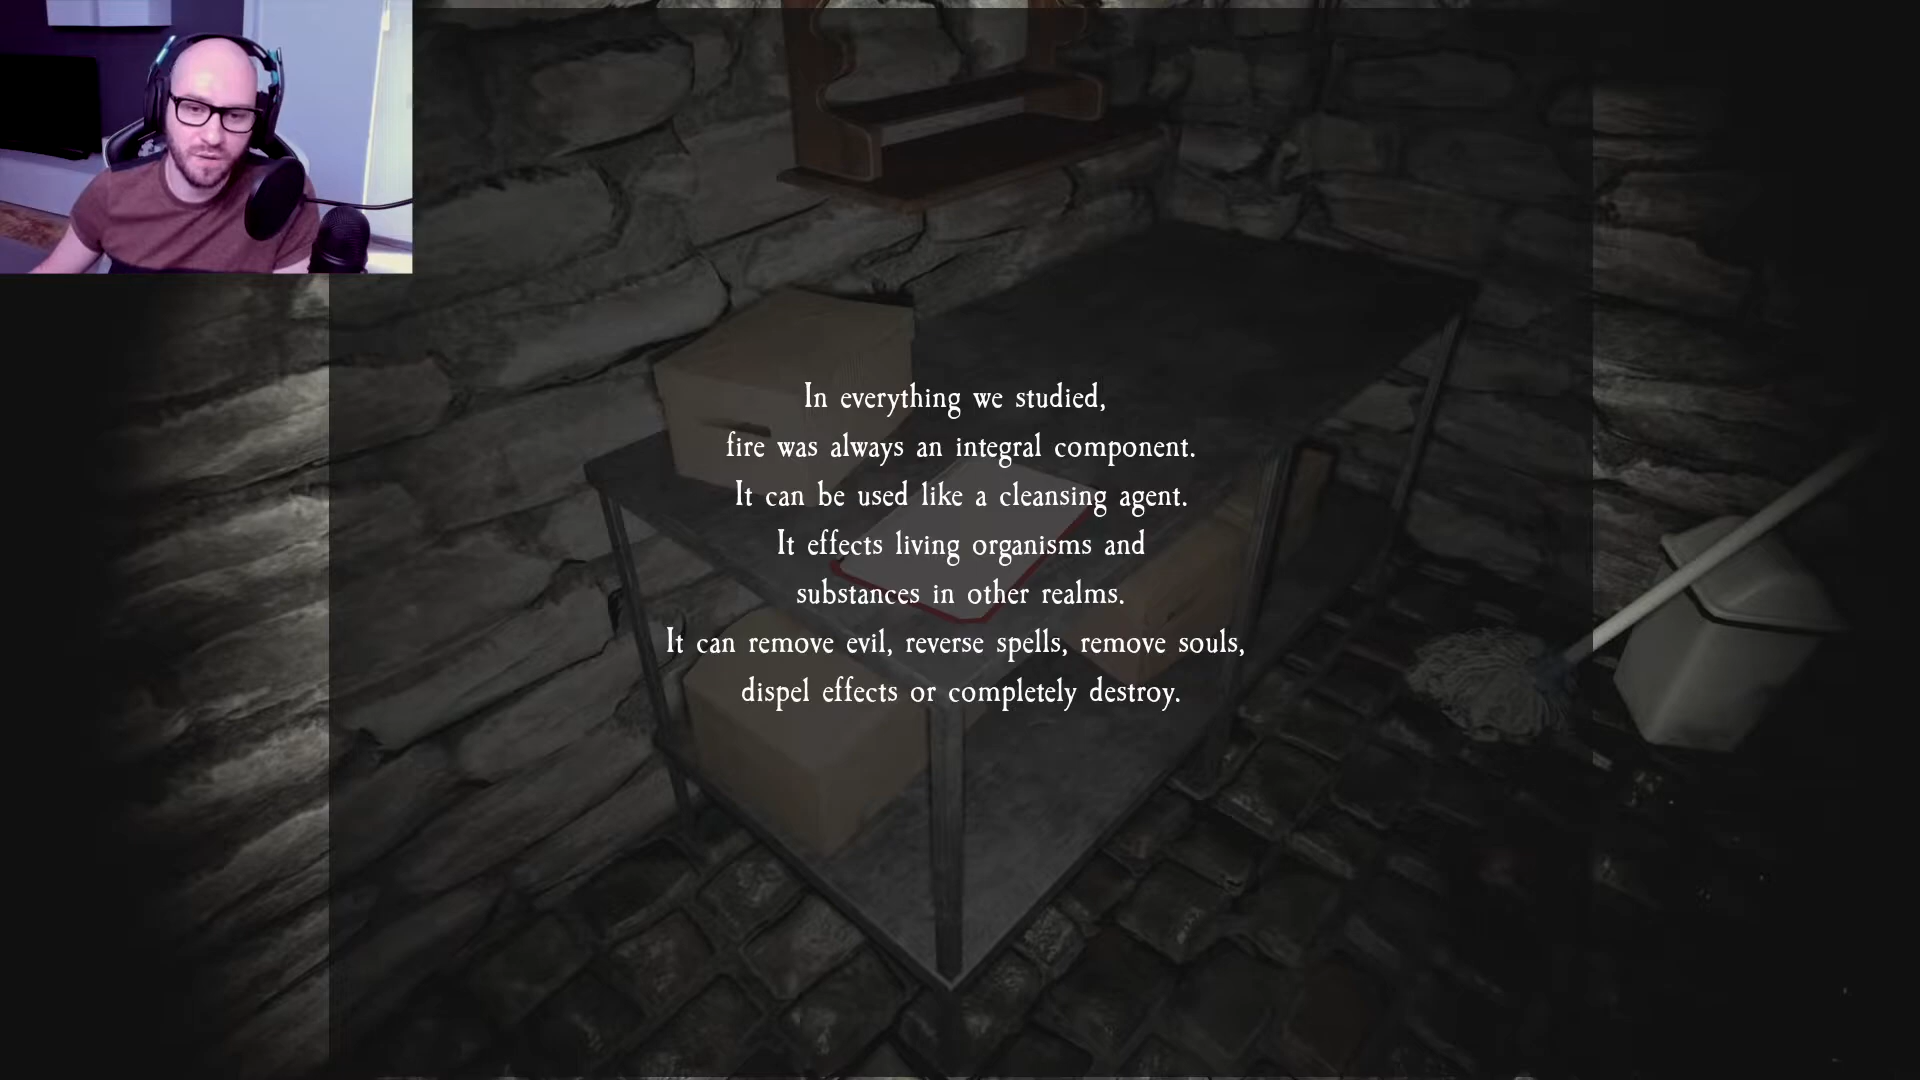 In everything we studied,
fire was always an integral component.
It can be used like a cleansing agent.
It effects living organisms and
substances in other realms.
It can remove evil, reverse spells, remove souls,
dispel effects or completely destroy.